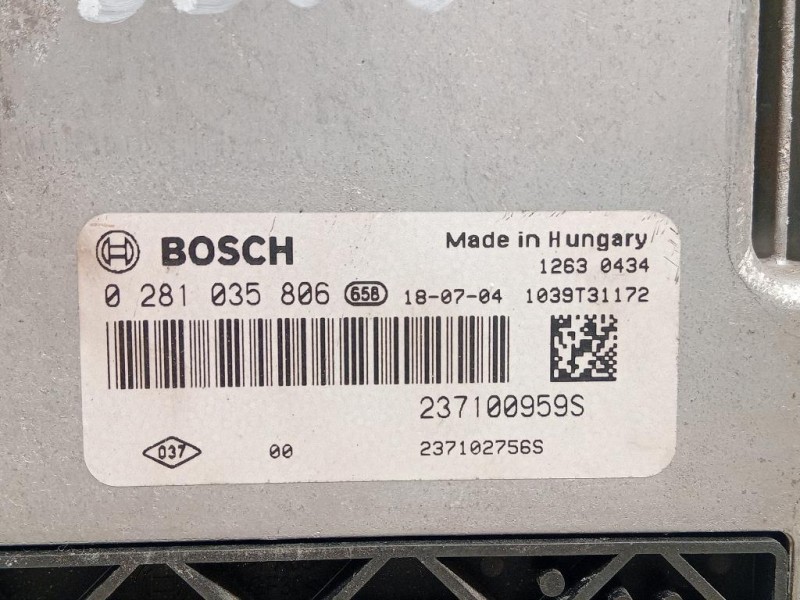 BOSCH
Made in Hungary
1263 0434
0 281 035 806 658 18-07-04 1039T31172
237100959S
037 00 237102756S